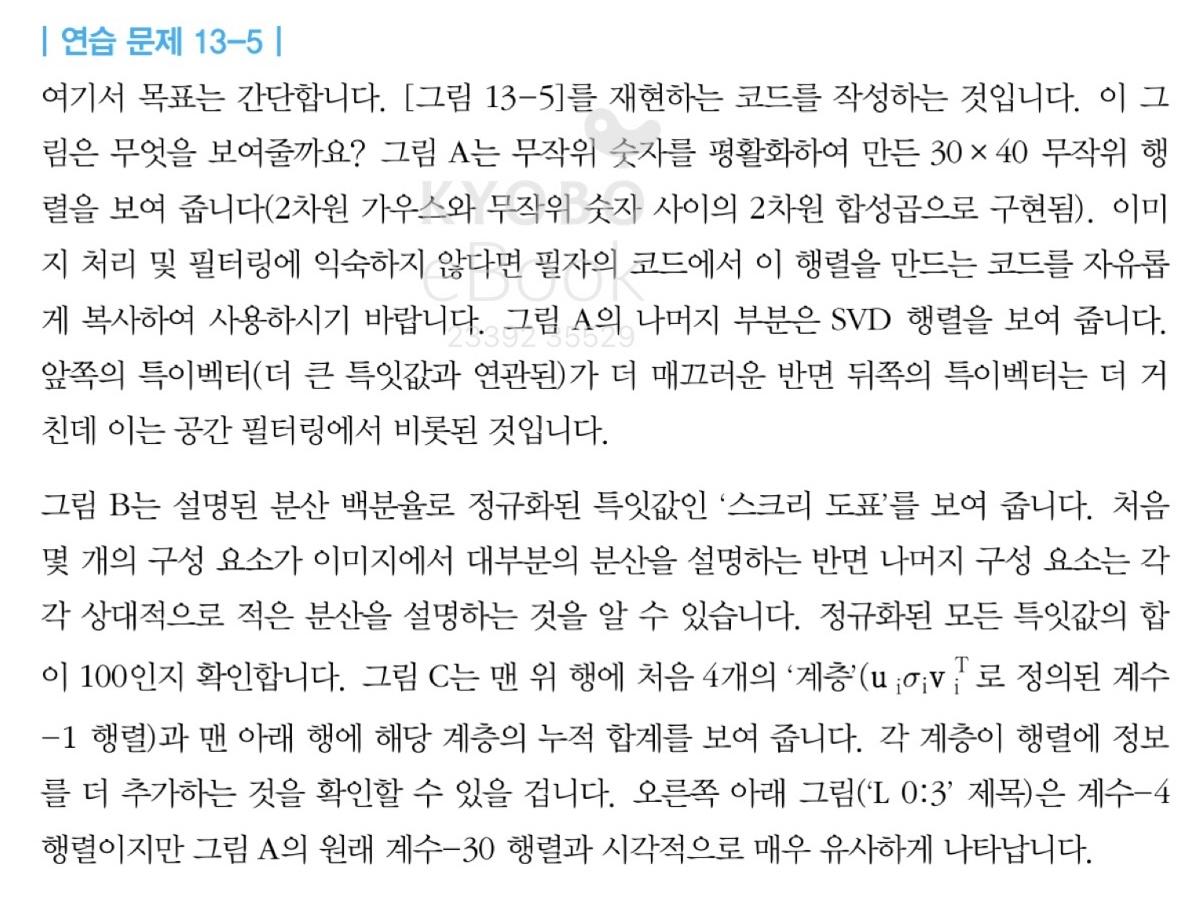 | 연습 문제 13-5 |
여기서 목표는 간단합니다. [그림 13-5]를 재현하는 코드를 작성하는 것입니다. 이 그
림은 무엇을 보여줄까요? 그림 A는 무작위 숫자를 평활화하여 만든 30 × 40 무작위 행
렬을 보여 줍니다(2차원 가우스와 무작위 숫자 사이의 2차원 합성곱으로 구현됨). 이미
지 처리 및 필터링에 익숙하지 않다면 필자의 코드에서 이 행렬을 만드는 코드를 자유롭
게 복사하여 사용하시기 바랍니다. 그림 A의 나머지 부분은 SVD 행렬을 보여 줍니다.
앞쪽의 특이벡터(더 큰 특잇값과 연관된)가 더 매끄러운 반면 뒤쪽의 특이벡터는 더 거
친데 이는 공간 필터링에서 비롯된 것입니다.
그림 B는 설명된 분산 백분율로 정규화된 특잇값인 ‘스크리 도표’를 보여 줍니다. 처음
몇 개의 구성 요소가 이미지에서 대부분의 분산을 설명하는 반면 나머지 구성 요소는 각
각 상대적으로 적은 분산을 설명하는 것을 알 수 있습니다. 정규화된 모든 특잇값의 합
이 100인지 확인합니다. 그림 C는 맨 위 행에 처음 4개의 ‘계층’(u_iσ_iv_i^T로 정의된 계수
-1 행렬)과 맨 아래 행에 해당 계층의 누적 합계를 보여 줍니다. 각 계층이 행렬에 정보
를 더 추가하는 것을 확인할 수 있을 겁니다. 오른쪽 아래 그림(‘L 0:3’ 제목)은 계수-4
행렬이지만 그림 A의 원래 계수-30 행렬과 시각적으로 매우 유사하게 나타납니다.
KYOBO
eBook
23392 35529